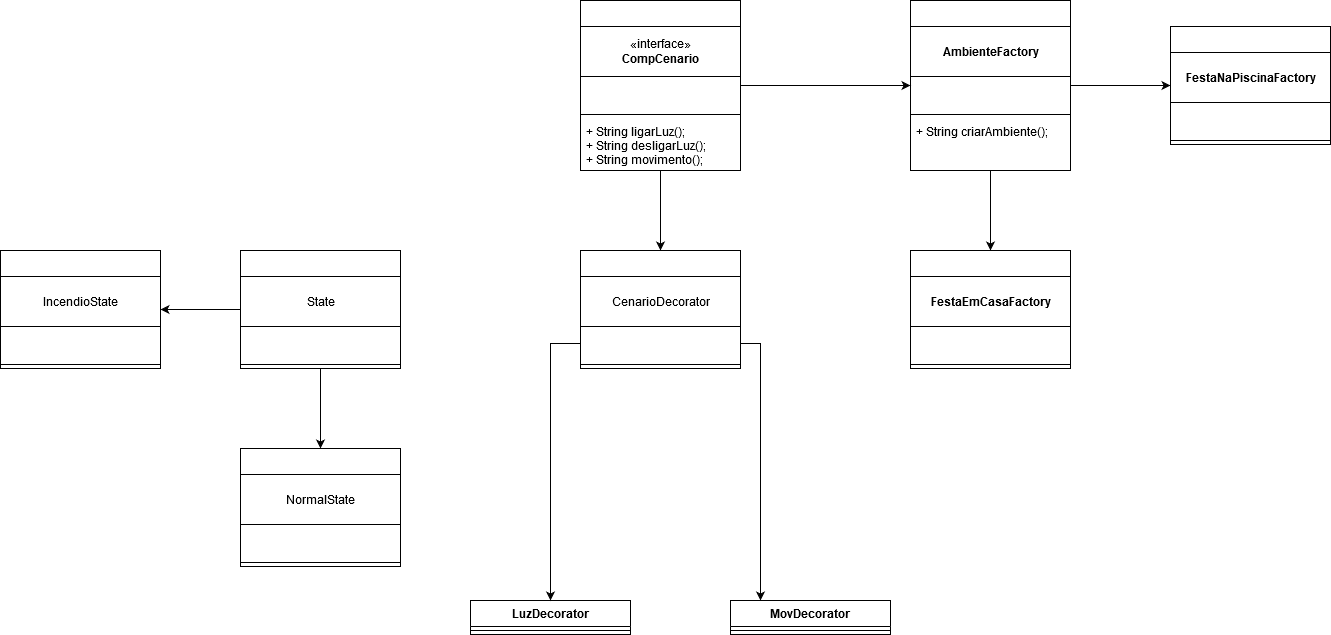 «interface»
CompCenario
+ String ligarLuz();
+ String desligarLuz();
+ String movimento();
AmbienteFactory
+ String criarAmbiente();
FestaNaPiscinaFactory
IncendioState
State
CenarioDecorator
FestaEmCasaFactory
NormalState
LuzDecorator
MovDecorator